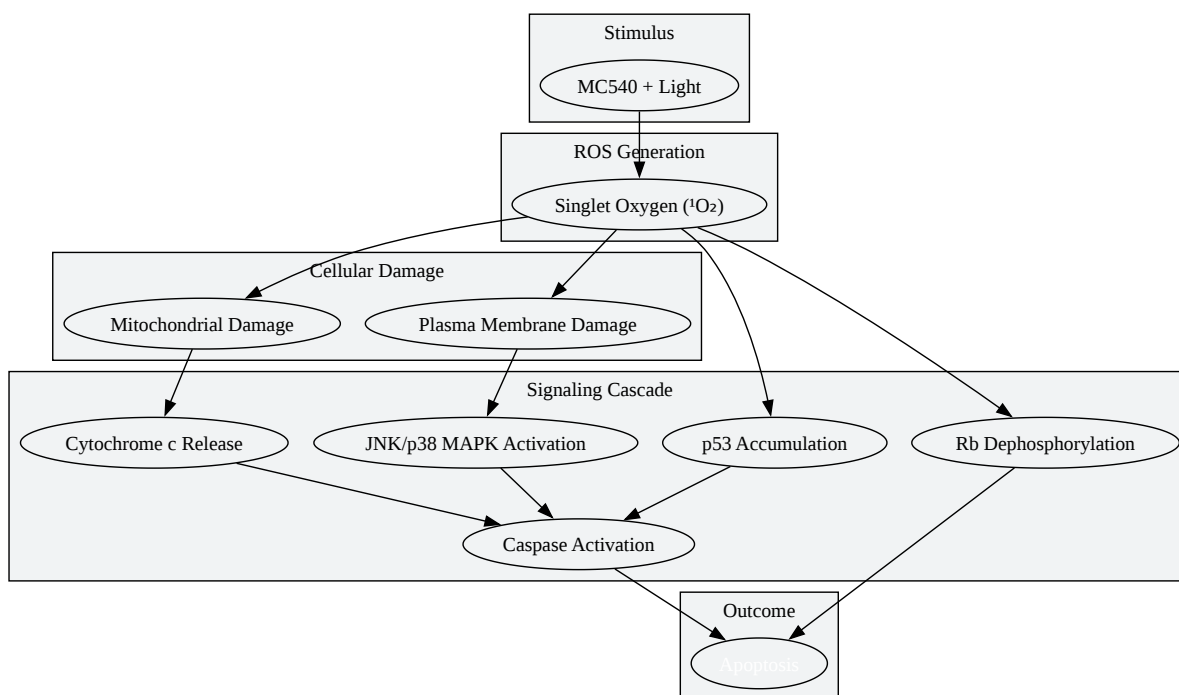 Stimulus
MC540 + Light
ROS Generation
Singlet Oxygen (¹O₂)
Cellular Damage
Mitochondrial Damage
Plasma Membrane Damage
Signaling Cascade
Cytochrome c Release
JNK/p38 MAPK Activation
p53 Accumulation
Rb Dephosphorylation
Caspase Activation
Outcome
Apoptosis